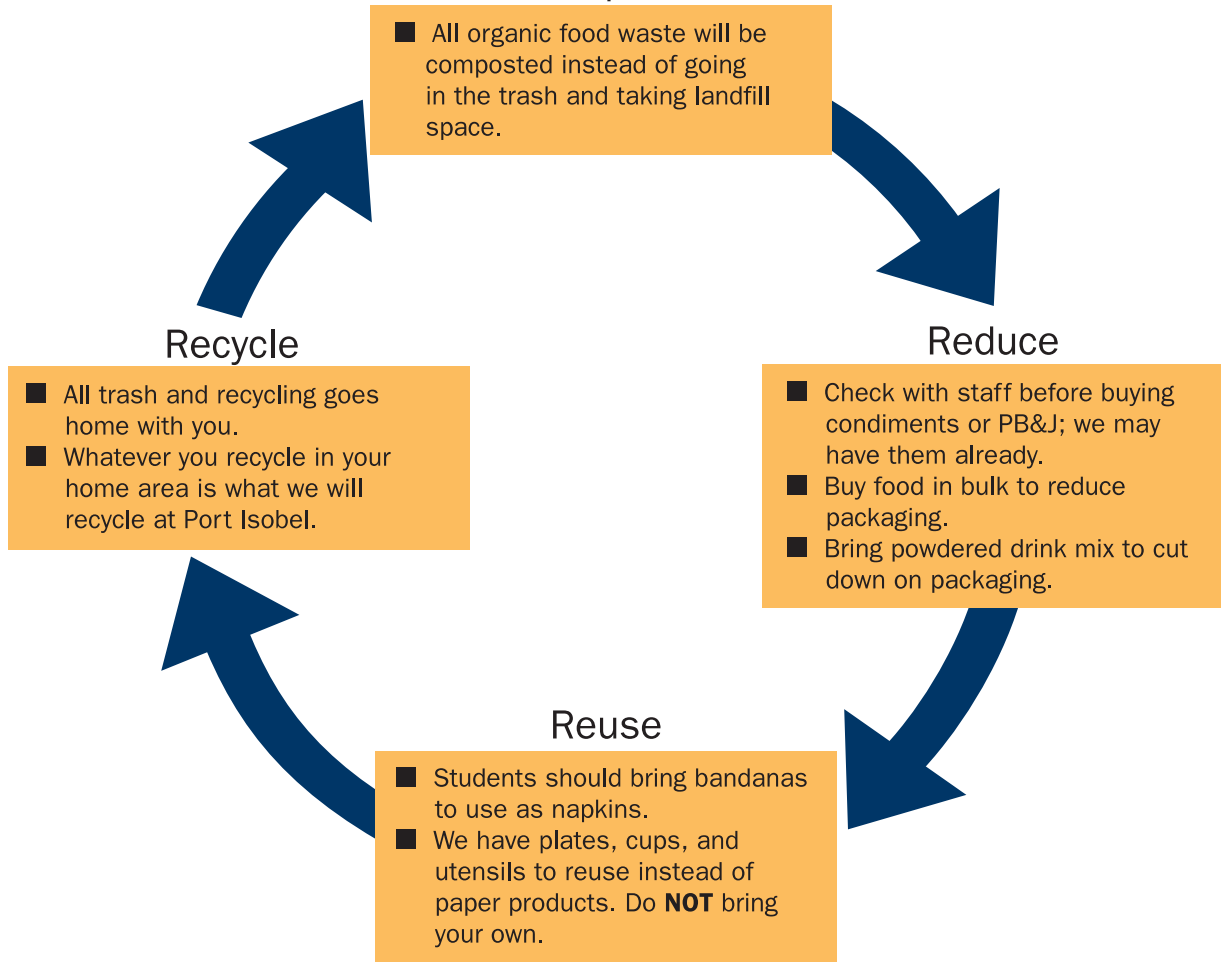 ■ All organic food waste will be
composted instead of going
in the trash and taking landfill
space.
Recycle
■ All trash and recycling goes
home with you.
■ Whatever you recycle in your
home area is what we will
recycle at Port Isobel.
Reduce
■ Check with staff before buying
condiments or PB&J; we may
have them already.
■ Buy food in bulk to reduce
packaging.
■ Bring powdered drink mix to cut
down on packaging.
Reuse
■ Students should bring bandanas
to use as napkins.
■ We have plates, cups, and
utensils to reuse instead of
paper products. Do NOT bring
your own.